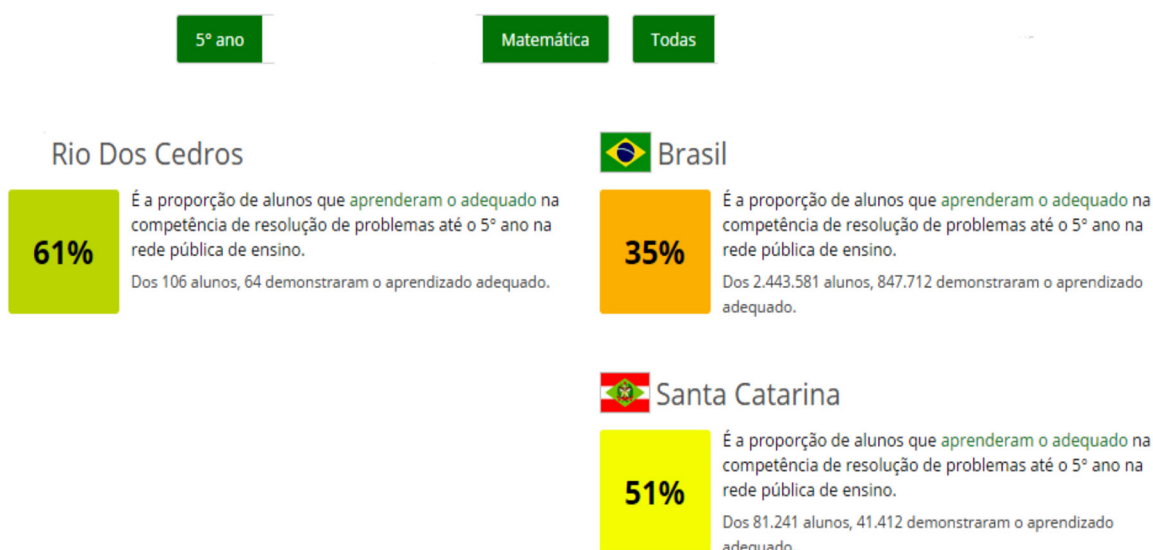 5º ano
Matemática
Todas
Rio Dos Cedros
61%
É a proporção de alunos que aprenderam o adequado na
competência de resolução de problemas até o 5º ano na
rede pública de ensino.
Dos 106 alunos, 64 demonstraram o aprendizado adequado.
Brasil
35%
É a proporção de alunos que aprenderam o adequado na
competência de resolução de problemas até o 5º ano na
rede pública de ensino.
Dos 2.443.581 alunos, 847.712 demonstraram o aprendizado
adequado.
Santa Catarina
51%
É a proporção de alunos que aprenderam o adequado na
competência de resolução de problemas até o 5º ano na
rede pública de ensino.
Dos 81.241 alunos, 41.412 demonstraram o aprendizado
adequado